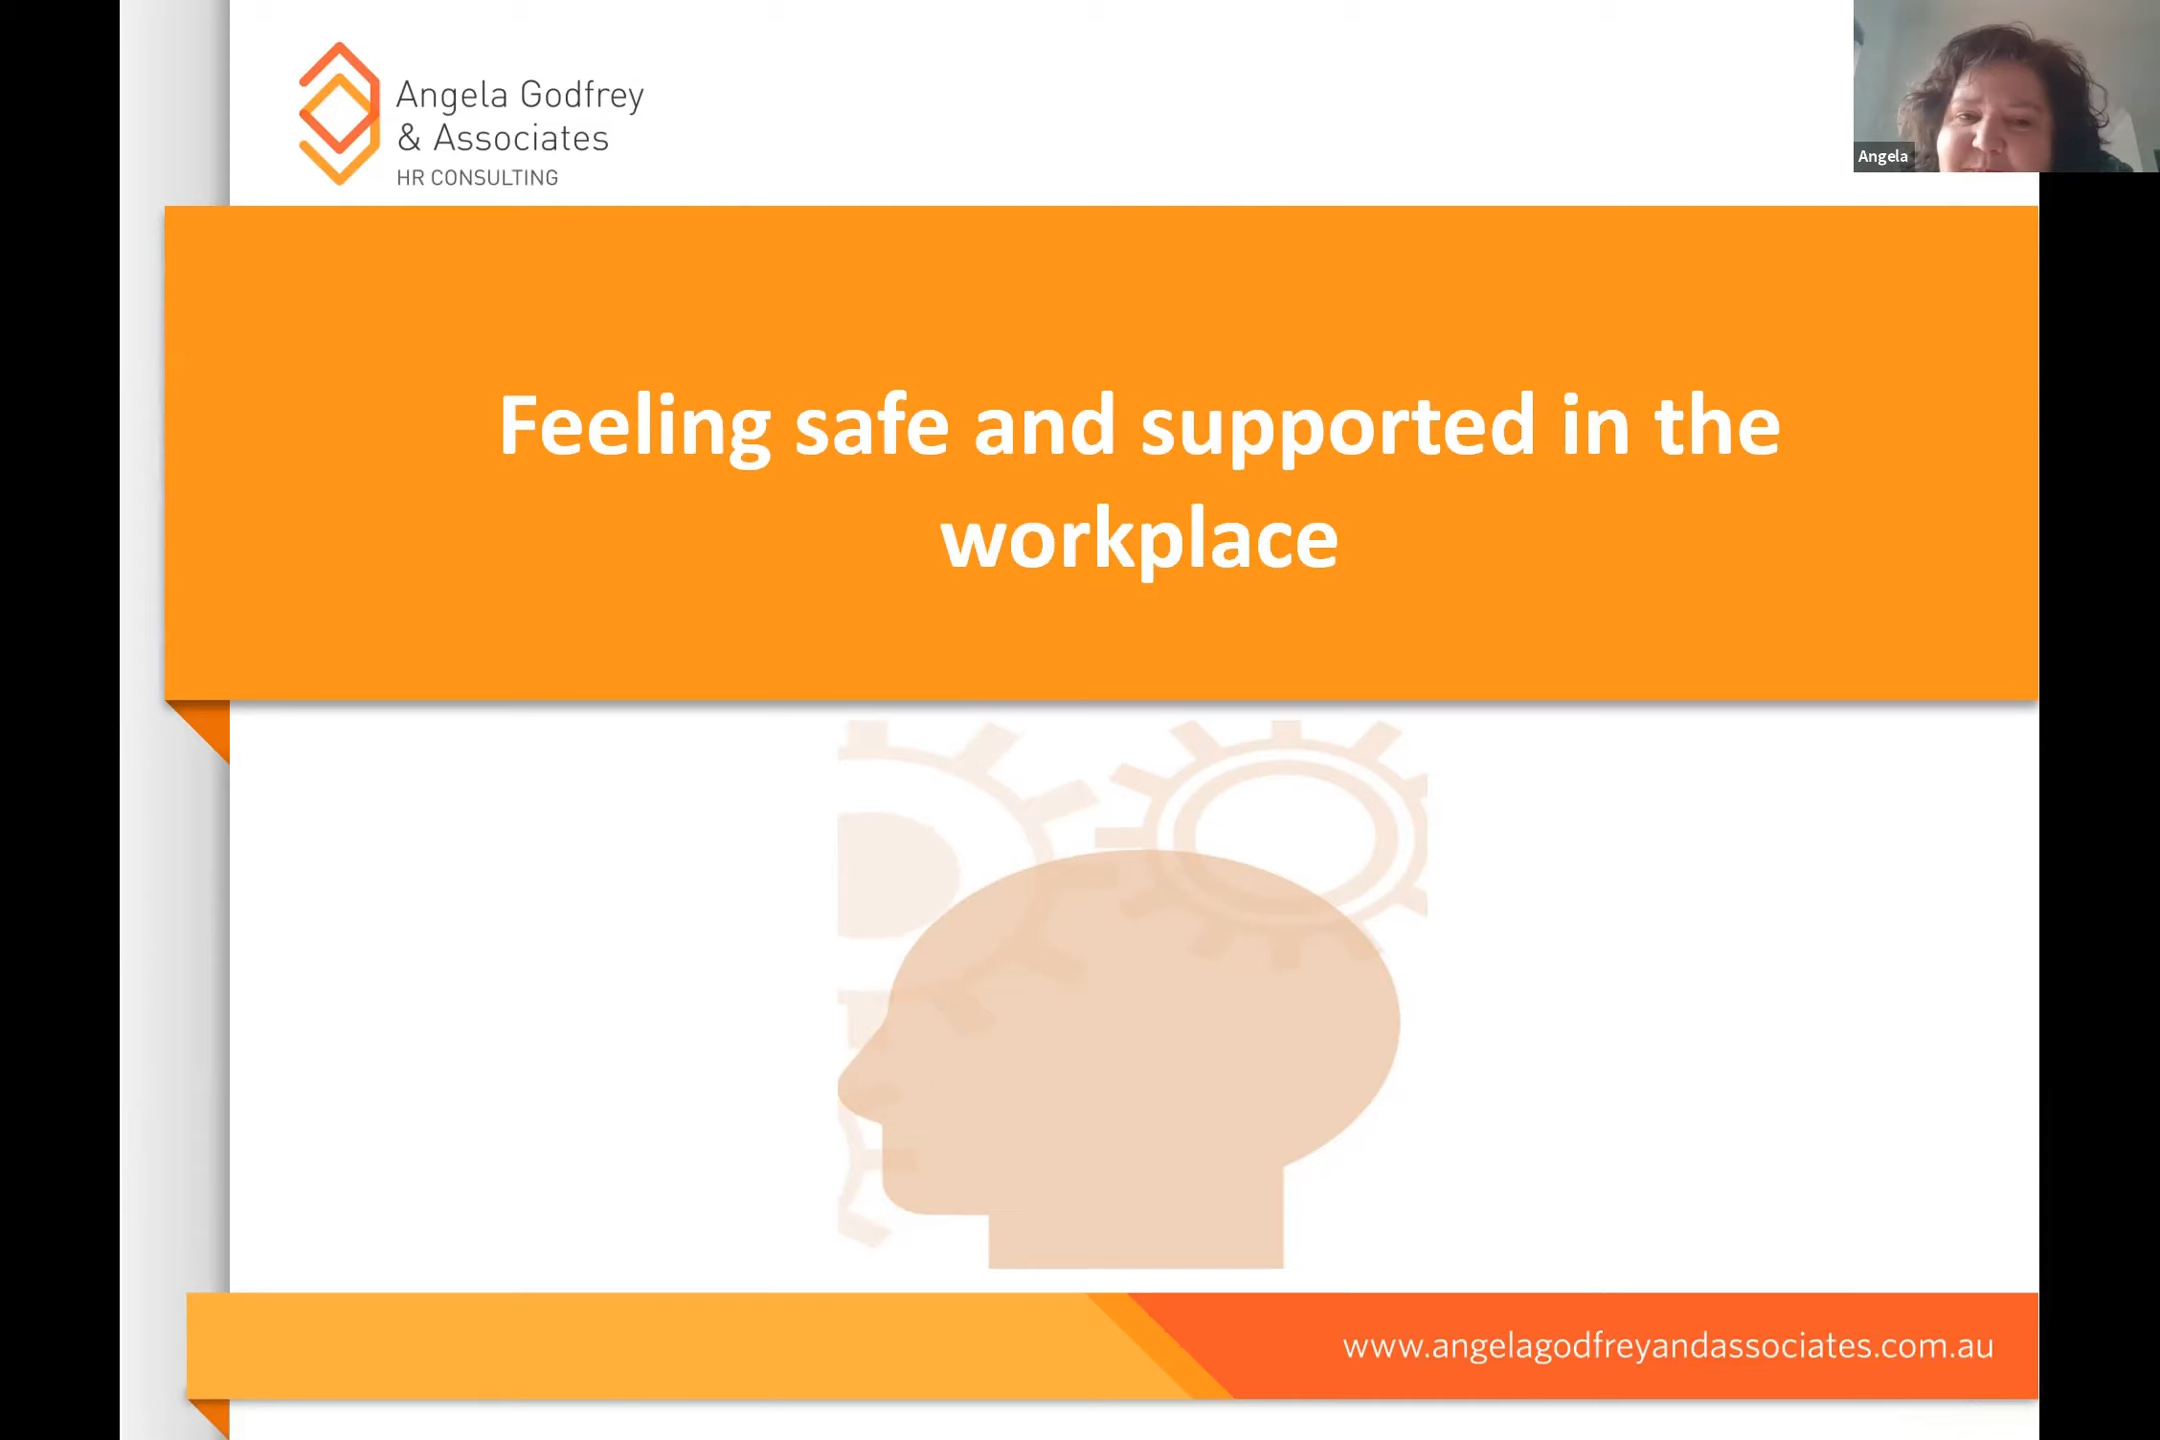 Angela Godfrey
& Associates
HR CONSULTING
Angela
Feeling safe and supported in the
workplace
www.angelagodfreyandassociates.com.au